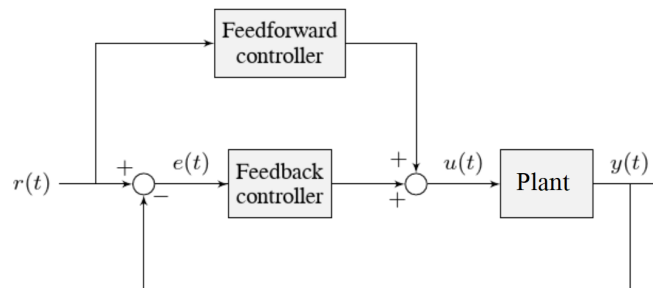 Feedforward
controller
+
e(t)
Feedback
controller
+
u(t)
Plant
y(t)
r(t)
−
+